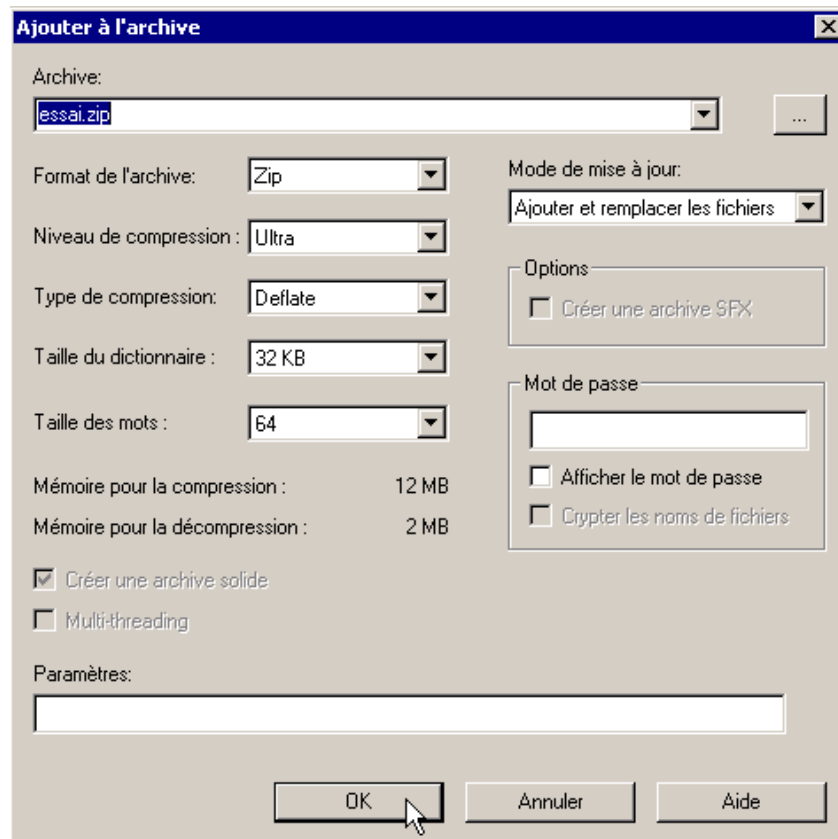 Ajouter à l'archive
Archive:
essai.zip
...
Format de l'archive: Zip
Mode de mise à jour:
Ajouter et remplacer les fichiers
Niveau de compression : Ultra
Options
Créer une archive SFX
Type de compression: Deflate
Taille du dictionnaire : 32 KB
Mot de passe
Taille des mots : 64
Afficher le mot de passe
Crypter les noms de fichiers
Mémoire pour la compression : 12 MB
Mémoire pour la décompression : 2 MB
Créer une archive solide
Multi-threading
Paramètres:
OK Annuler Aide